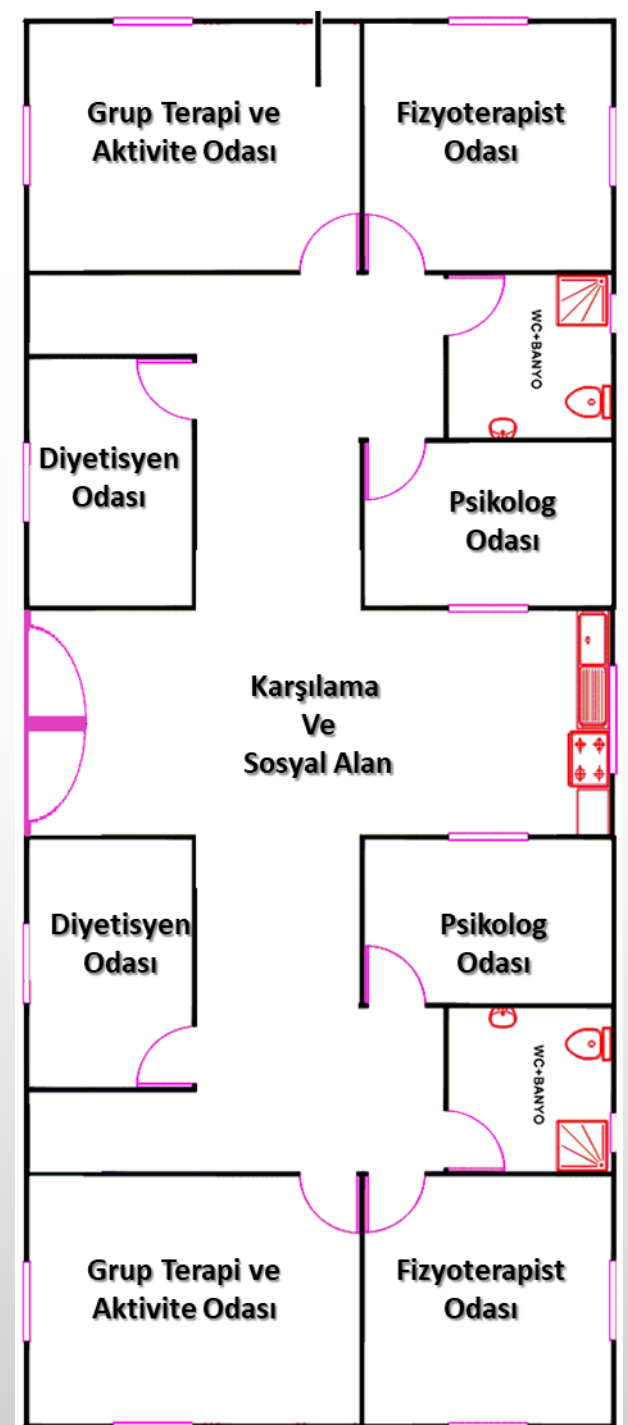 Grup Terapi ve
Aktivite Odası
Fizyoterapist
Odası
WC+BANYO
Diyetisyen
Odası
Psikolog
Odası
Karşılama
Ve
Sosyal Alan
Diyetisyen
Odası
Psikolog
Odası
WC+BANYO
Grup Terapi ve
Aktivite Odası
Fizyoterapist
Odası